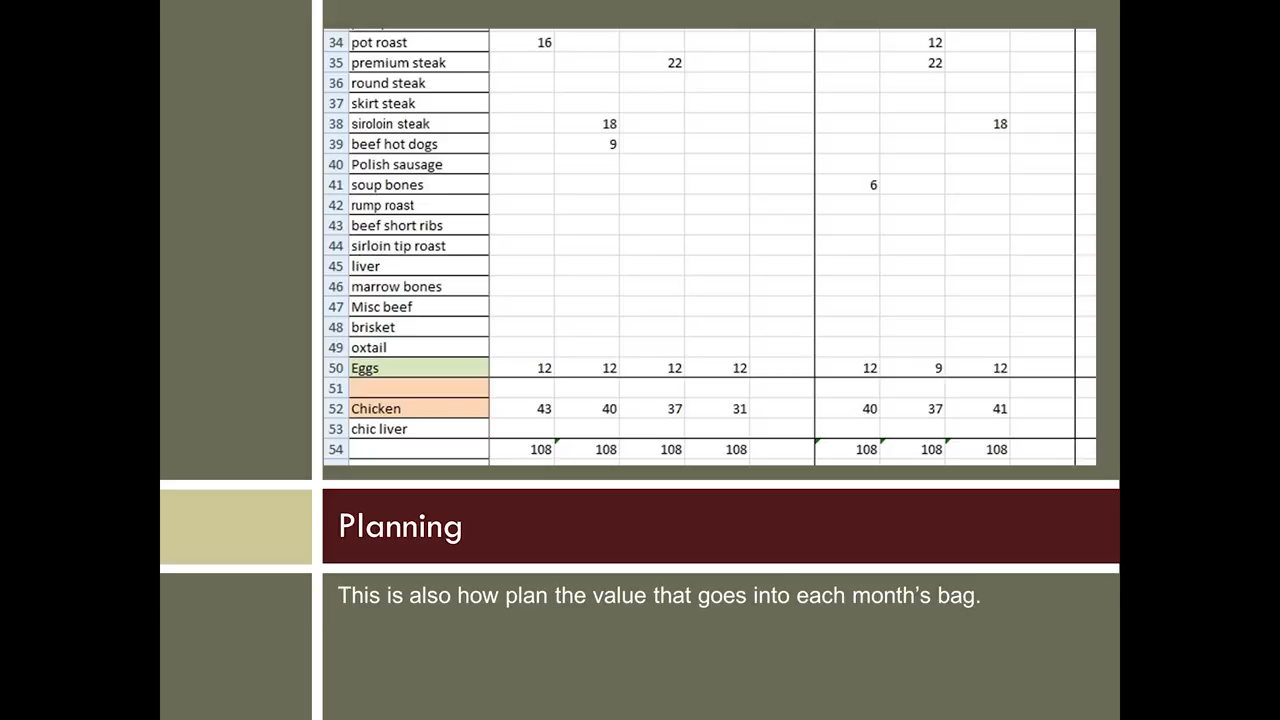 34 pot roast 16 12
35 premium steak 22 22
36 round steak
37 skirt steak
38 siroloin steak 18 18
39 beef hot dogs 9
40 Polish sausage
41 soup bones 6
42 rump roast
43 beef short ribs
44 sirloin tip roast
45 liver
46 marrow bones
47 Misc beef
48 brisket
49 oxtail
50 Eggs 12 12 12 12 12 9 12
51
52 Chicken 43 40 37 31 40 37 41
53 chic liver
54 108 108 108 108 108 108 108
Planning
This is also how plan the value that goes into each month’s bag.